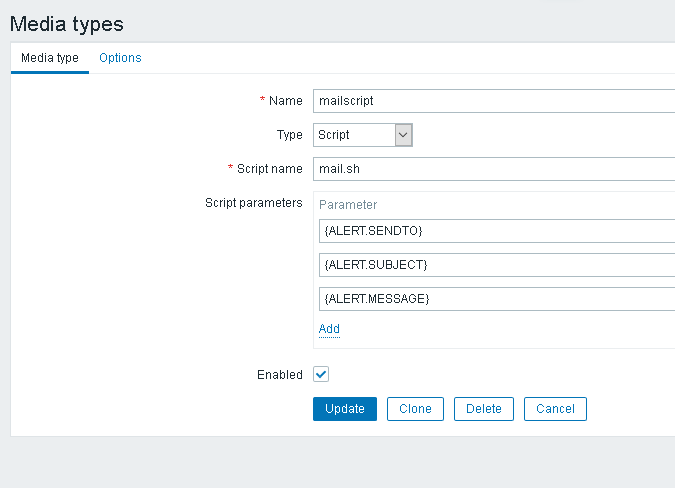 Media types
Media type Options
* Name mailscript
Type Script
* Script name mail.sh
Script parameters Parameter
{ALERT.SENDTO}
{ALERT.SUBJECT}
{ALERT.MESSAGE}
Add
Enabled
Update Clone Delete Cancel